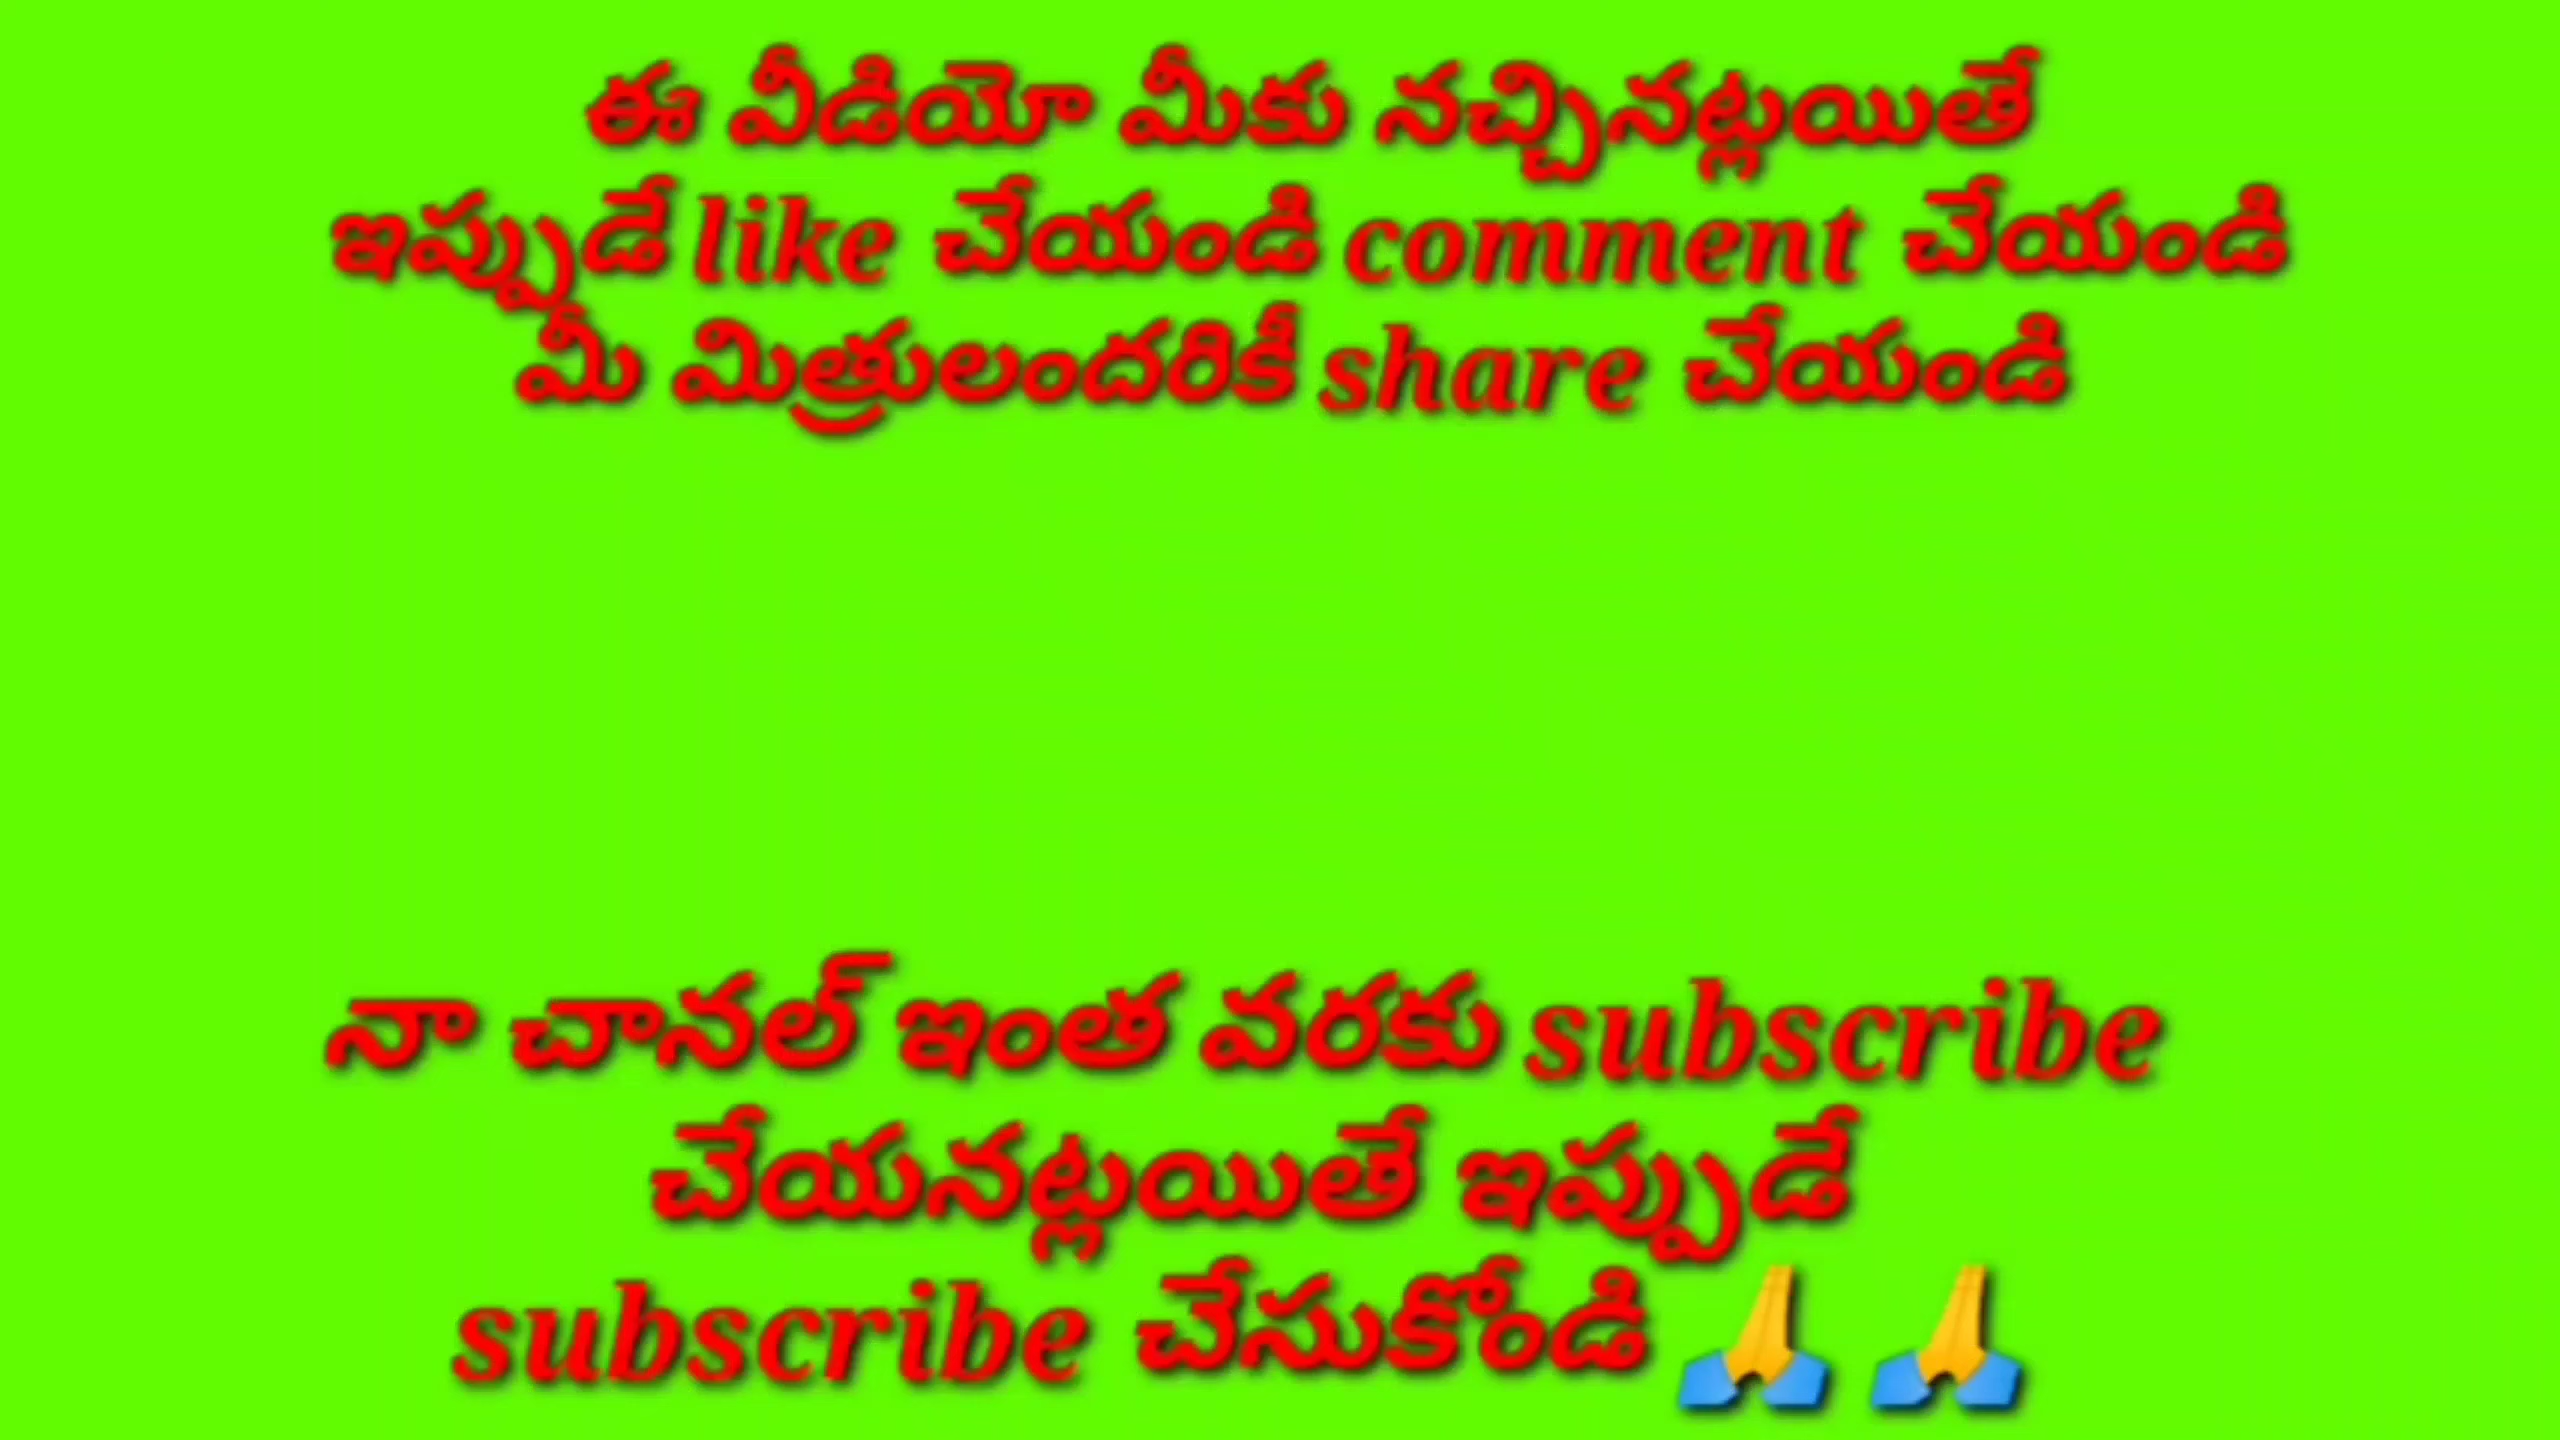 ఈ వీడియో మీకు నచ్చినట్లయితే
ఇప్పుడే like చేయండి comment చేయండి
మీ మిత్రులందరికీ share చేయండి
నా చానల్ ఇంత వరకు subscribe
చేయనట్లయితే ఇప్పుడే
subscribe చేసుకోండి 🙏 🙏